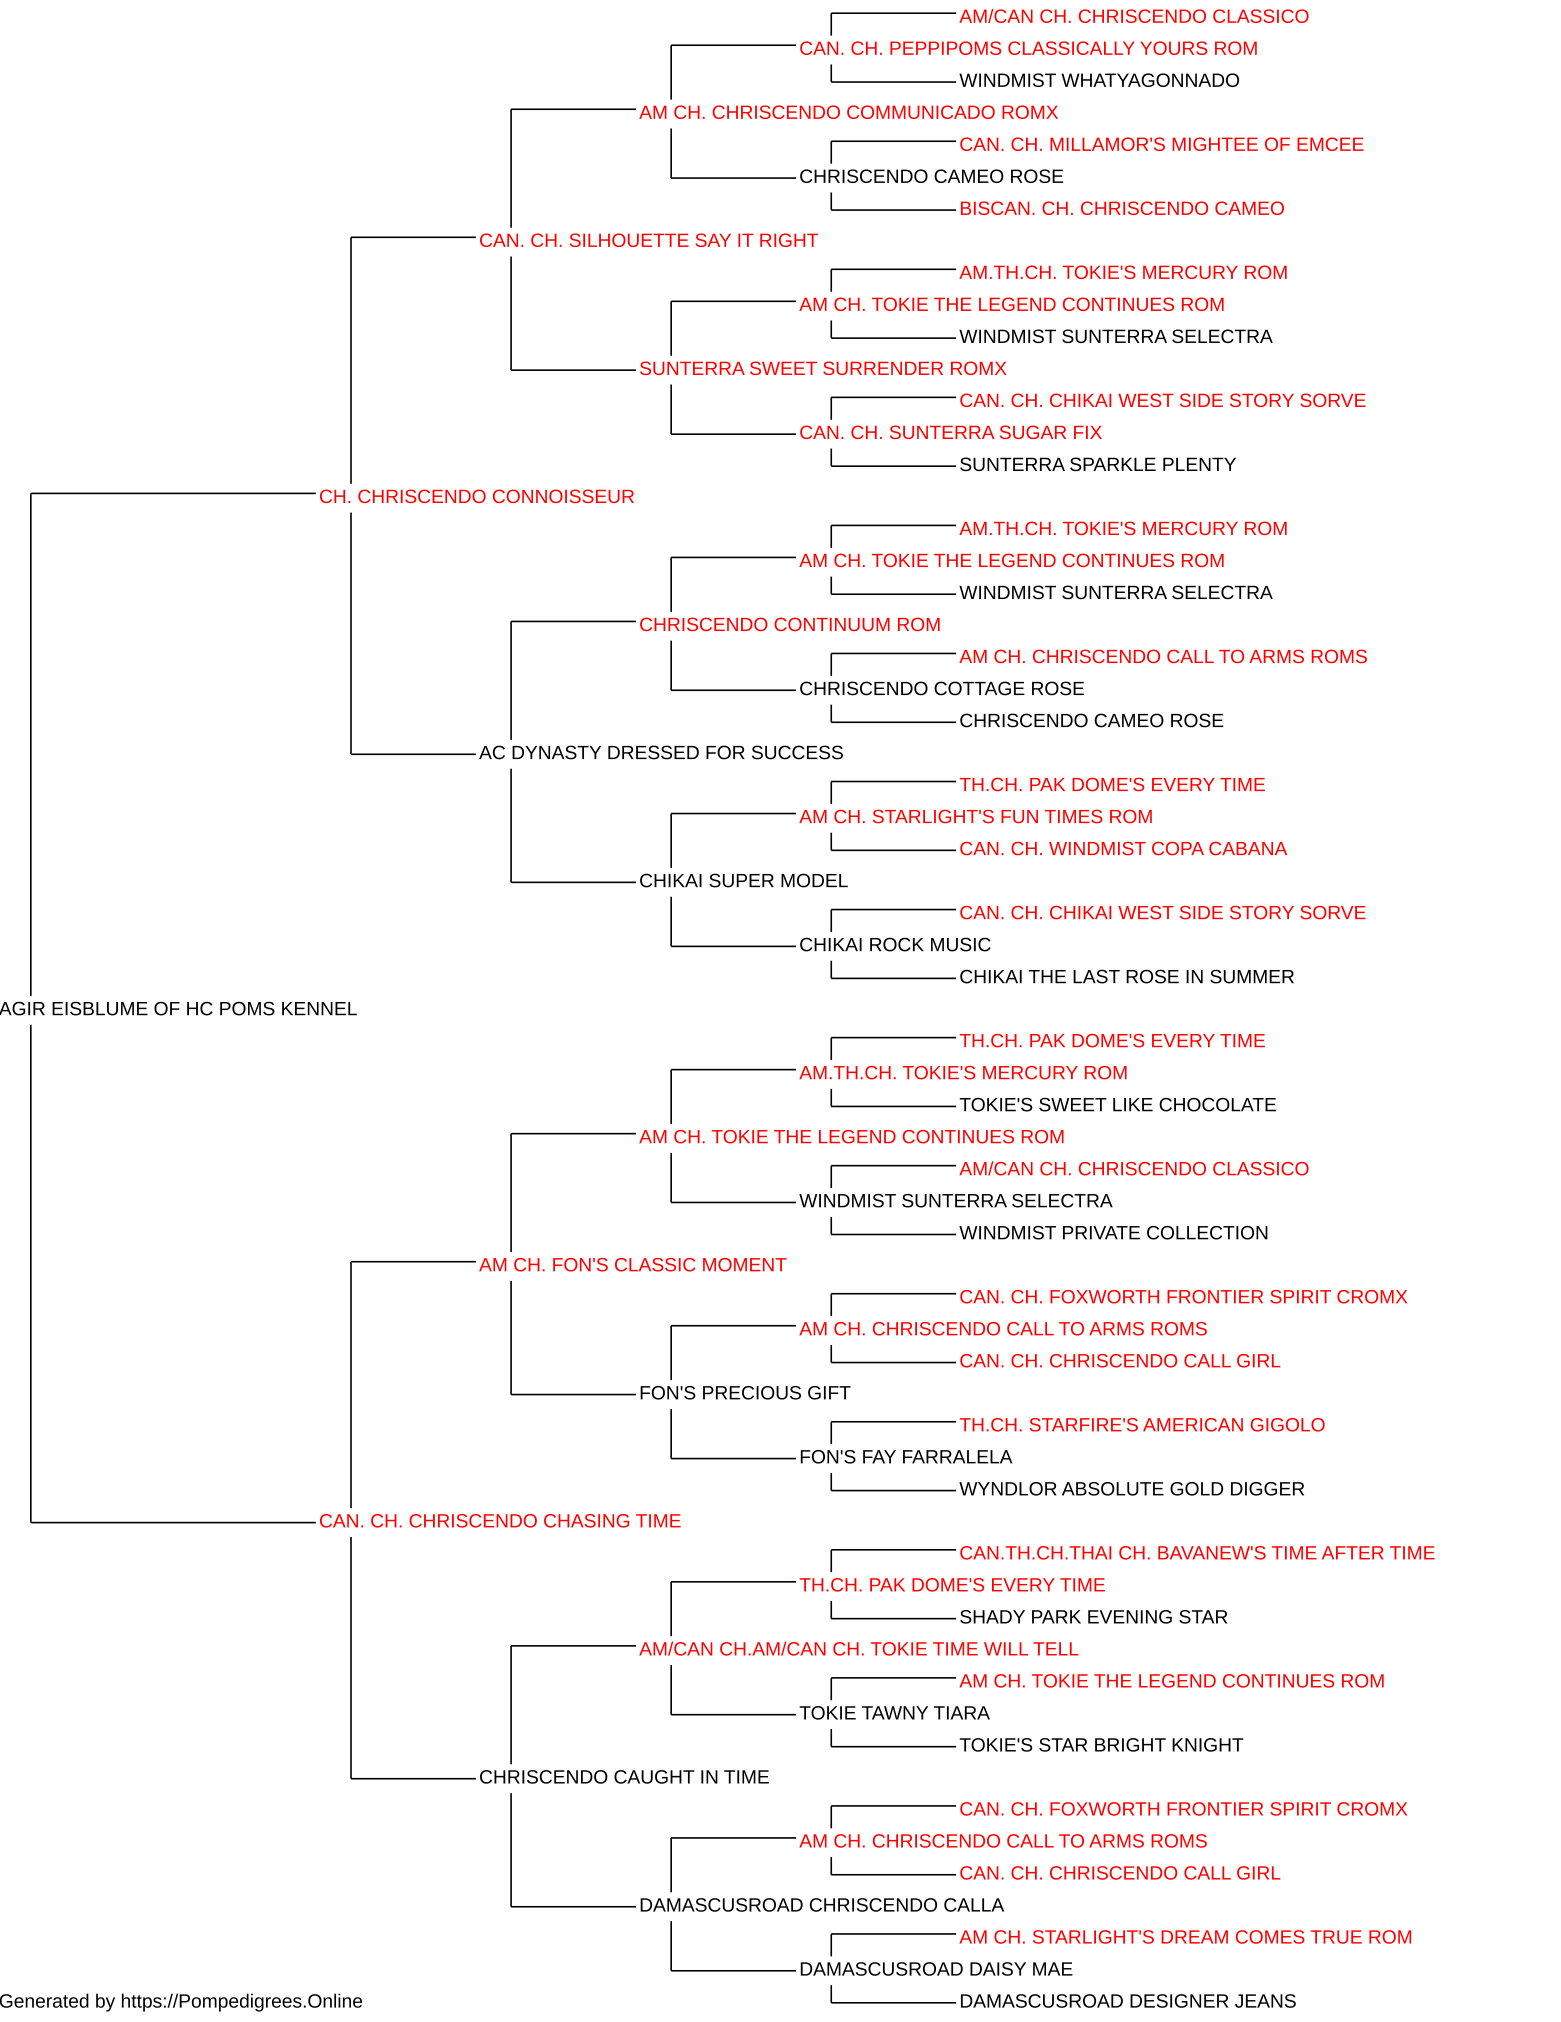 AM/CAN CH. CHRISCENDO CLASSICO
CAN. CH. PEPPIPOMS CLASSICALLY YOURS ROM
WINDMIST WHATYAGONNADO
AM CH. CHRISCENDO COMMUNICADO ROMX
CAN. CH. MILLAMOR'S MIGHTEE OF EMCEE
CHRISCENDO CAMEO ROSE
BISCAN. CH. CHRISCENDO CAMEO
CAN. CH. SILHOUETTE SAY IT RIGHT
AM.TH.CH. TOKIE'S MERCURY ROM
AM CH. TOKIE THE LEGEND CONTINUES ROM
WINDMIST SUNTERRA SELECTRA
SUNTERRA SWEET SURRENDER ROMX
CAN. CH. CHIKAI WEST SIDE STORY SORVE
CAN. CH. SUNTERRA SUGAR FIX
SUNTERRA SPARKLE PLENTY
CH. CHRISCENDO CONNOISSEUR
AM.TH.CH. TOKIE'S MERCURY ROM
AM CH. TOKIE THE LEGEND CONTINUES ROM
WINDMIST SUNTERRA SELECTRA
CHRISCENDO CONTINUUM ROM
AM CH. CHRISCENDO CALL TO ARMS ROMS
CHRISCENDO COTTAGE ROSE
CHRISCENDO CAMEO ROSE
AC DYNASTY DRESSED FOR SUCCESS
TH.CH. PAK DOME'S EVERY TIME
AM CH. STARLIGHT'S FUN TIMES ROM
CAN. CH. WINDMIST COPA CABANA
CHIKAI SUPER MODEL
CAN. CH. CHIKAI WEST SIDE STORY SORVE
CHIKAI ROCK MUSIC
CHIKAI THE LAST ROSE IN SUMMER
AGIR EISBLUME OF HC POMS KENNEL
TH.CH. PAK DOME'S EVERY TIME
AM.TH.CH. TOKIE'S MERCURY ROM
TOKIE'S SWEET LIKE CHOCOLATE
AM CH. TOKIE THE LEGEND CONTINUES ROM
AM/CAN CH. CHRISCENDO CLASSICO
WINDMIST SUNTERRA SELECTRA
WINDMIST PRIVATE COLLECTION
AM CH. FON'S CLASSIC MOMENT
CAN. CH. FOXWORTH FRONTIER SPIRIT CROMX
AM CH. CHRISCENDO CALL TO ARMS ROMS
CAN. CH. CHRISCENDO CALL GIRL
FON'S PRECIOUS GIFT
TH.CH. STARFIRE'S AMERICAN GIGOLO
FON'S FAY FARRALELA
WYNDLOR ABSOLUTE GOLD DIGGER
CAN. CH. CHRISCENDO CHASING TIME
CAN.TH.CH.THAI CH. BAVANEW'S TIME AFTER TIME
TH.CH. PAK DOME'S EVERY TIME
SHADY PARK EVENING STAR
AM/CAN CH.AM/CAN CH. TOKIE TIME WILL TELL
AM CH. TOKIE THE LEGEND CONTINUES ROM
TOKIE TAWNY TIARA
TOKIE'S STAR BRIGHT KNIGHT
CHRISCENDO CAUGHT IN TIME
CAN. CH. FOXWORTH FRONTIER SPIRIT CROMX
AM CH. CHRISCENDO CALL TO ARMS ROMS
CAN. CH. CHRISCENDO CALL GIRL
DAMASCUSROAD CHRISCENDO CALLA
AM CH. STARLIGHT'S DREAM COMES TRUE ROM
DAMASCUSROAD DAISY MAE
DAMASCUSROAD DESIGNER JEANS
Generated by https://Pompedigrees.Online